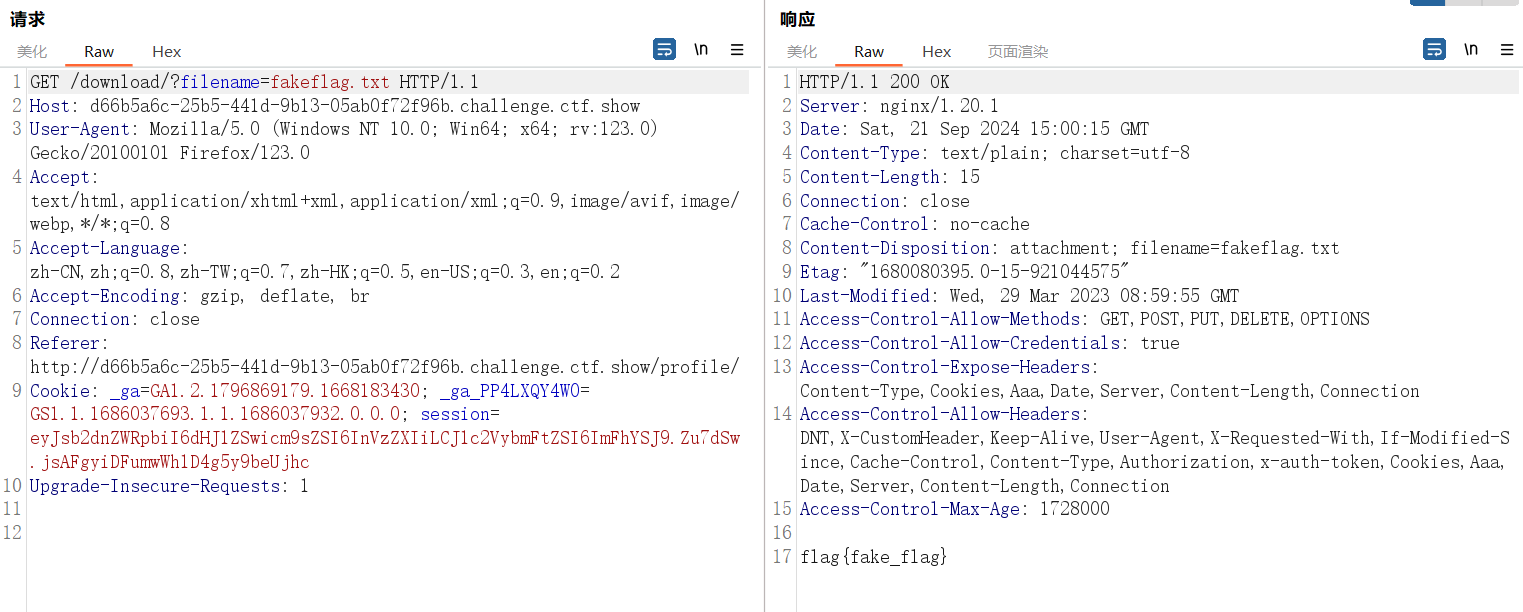 请求
美化 Raw Hex \n
1 GET /download/?filename=fakeflag.txt HTTP/1.1
2 Host: d66b5a6c-25b5-441d-9b13-05ab0f72f96b.challenge.ctf.show
3 User-Agent: Mozilla/5.0 (Windows NT 10.0; Win64; x64; rv:123.0)
Gecko/20100101 Firefox/123.0
4 Accept:
text/html,application/xhtml+xml,application/xml;q=0.9,image/avif,image/
webp,*/*;q=0.8
5 Accept-Language:
zh-CN,zh;q=0.8,zh-TW;q=0.7,zh-HK;q=0.5,en-US;q=0.3,en;q=0.2
6 Accept-Encoding: gzip, deflate, br
7 Connection: close
8 Referer:
http://d66b5a6c-25b5-441d-9b13-05ab0f72f96b.challenge.ctf.show/profile/
9 Cookie: _ga=GA1.2.1796869179.1668183430; _ga_PP4LXQY4W0=
GS1.1.1686037693.1.1.1686037932.0.0.0; session=
eyJsb2dnZWRpbiI6dHJ1ZSwicm9sZSI6InVzZXIiLCJ1c2VybmFtZSI6ImFhYSJ9.Zu7dSw
.jsAFgyiDFumwWhlD4g5y9beUjhc
10 Upgrade-Insecure-Requests: 1
11
12
响应
美化 Raw Hex 页面渲染 \n
1 HTTP/1.1 200 OK
2 Server: nginx/1.20.1
3 Date: Sat, 21 Sep 2024 15:00:15 GMT
4 Content-Type: text/plain; charset=utf-8
5 Content-Length: 15
6 Connection: close
7 Cache-Control: no-cache
8 Content-Disposition: attachment; filename=fakeflag.txt
9 Etag: "1680080395.0-15-921044575"
10 Last-Modified: Wed, 29 Mar 2023 08:59:55 GMT
11 Access-Control-Allow-Methods: GET,POST,PUT,DELETE,OPTIONS
12 Access-Control-Allow-Credentials: true
13 Access-Control-Expose-Headers:
Content-Type,Cookies,Aaa,Date,Server,Content-Length,Connection
14 Access-Control-Allow-Headers:
DNT,X-CustomHeader,Keep-Alive,User-Agent,X-Requested-With,If-Modified-S
ince,Cache-Control,Content-Type,Authorization,x-auth-token,Cookies,Aaa,
Date,Server,Content-Length,Connection
15 Access-Control-Max-Age: 1728000
16
17 flag{fake_flag}